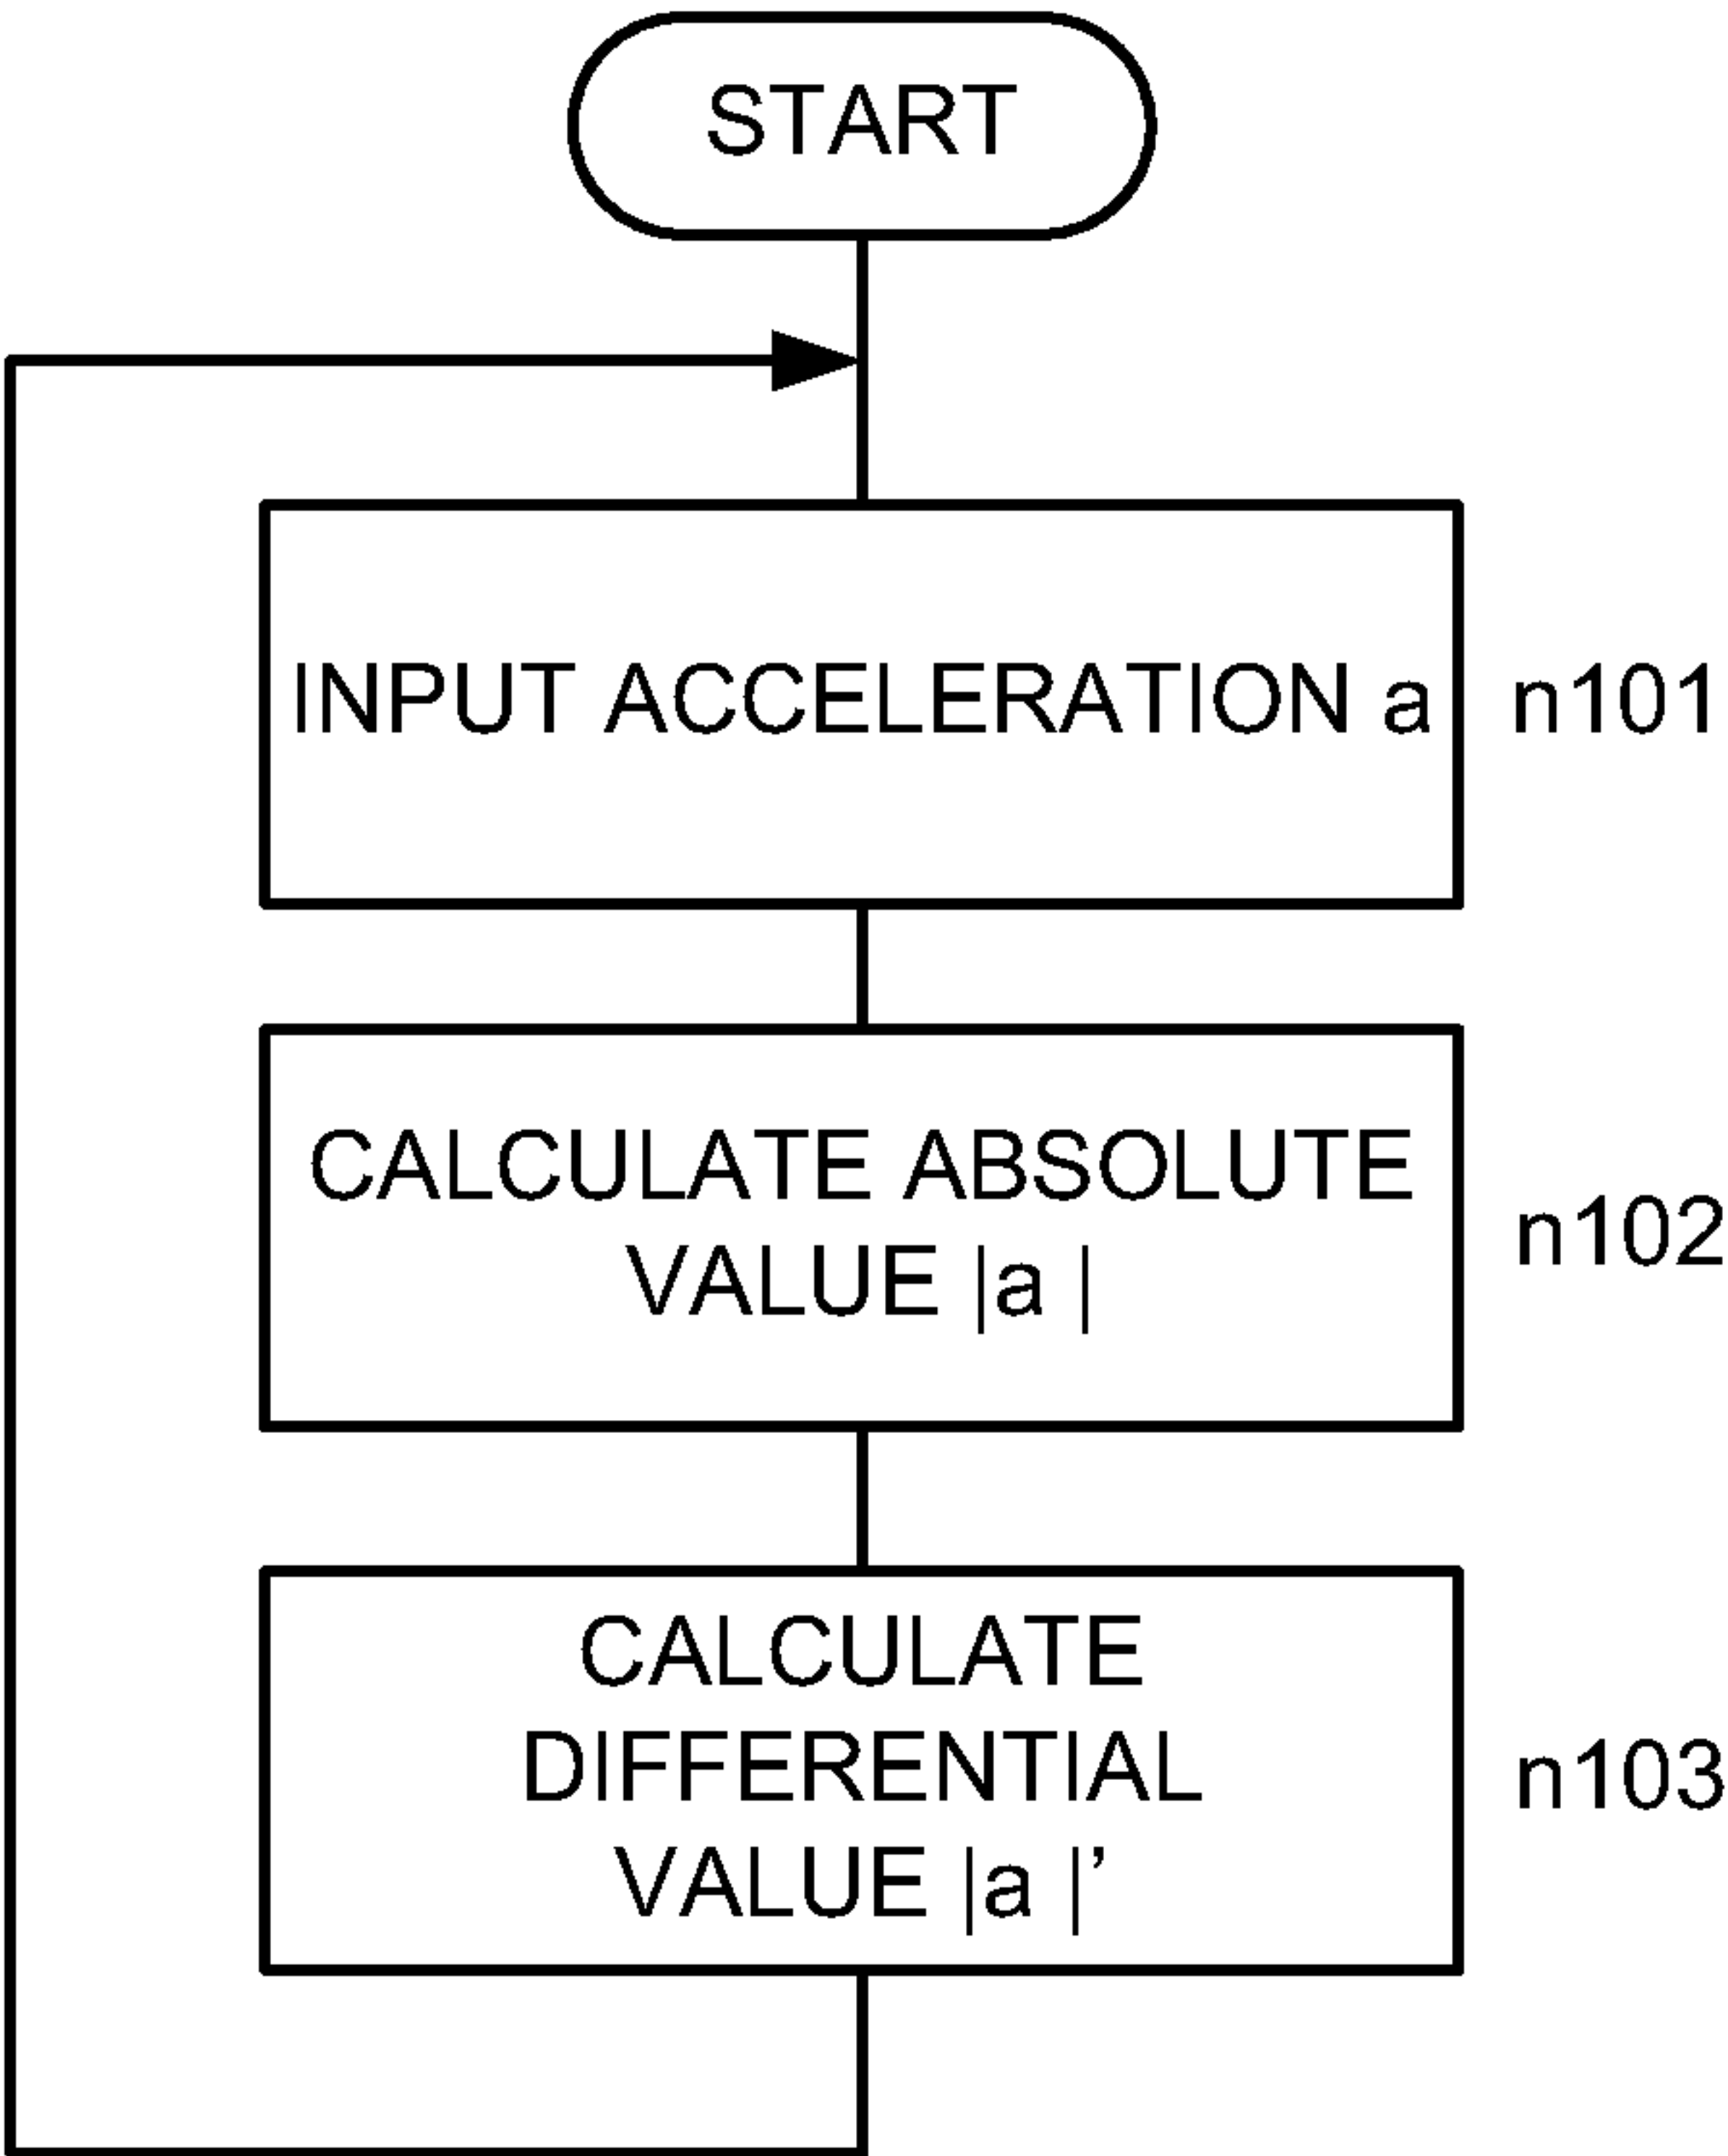 START
INPUT ACCELERATION a
n101
CALCULATE ABSOLUTE
VALUE |a |
n102
CALCULATE
DIFFERENTIAL
VALUE |a |’
n103